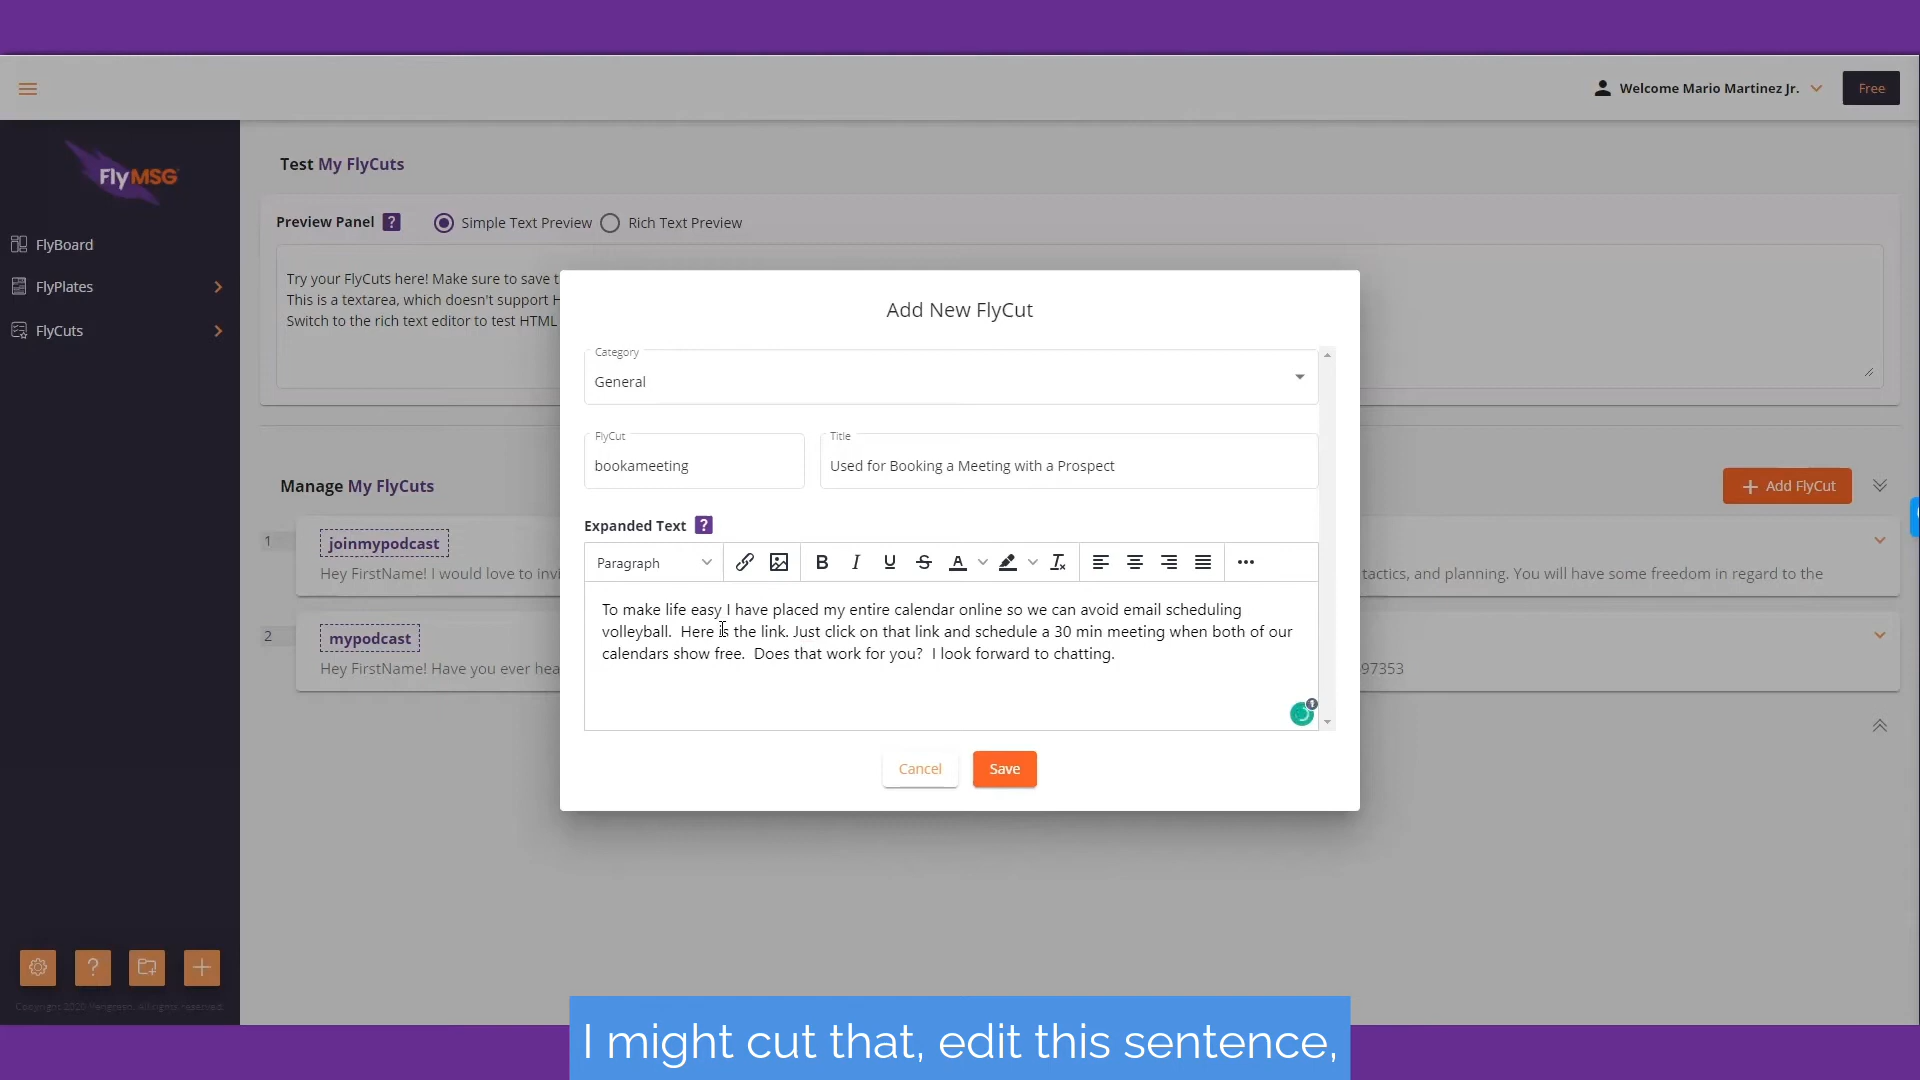 Welcome Mario Martinez Jr.
Free
FlyMSG
FlyBoard
FlyPlates
FlyCuts
Test My FlyCuts
Preview Panel ?
Simple Text Preview
Rich Text Preview
Try your FlyCuts here! Make sure to save t
This is a textarea, which doesn't support H
Switch to the rich text editor to test HTML
Manage My FlyCuts
Add FlyCut
1
joinmypodcast
Hey FirstName! I would love to invi
tactics, and planning. You will have some freedom in regard to the
2
mypodcast
Hey FirstName! Have you ever hea
97353
Add New FlyCut
Category
General
FlyCut
bookameeting
Title
Used for Booking a Meeting with a Prospect
Expanded Text ?
Paragraph
B I U S A
To make life easy I have placed my entire calendar online so we can avoid email scheduling
volleyball.  Here is the link. Just click on that link and schedule a 30 min meeting when both of our
calendars show free.  Does that work for you?  I look forward to chatting.
1
Cancel
Save
?
Copyright 2020 Vengreso. All rights reserved.
I might cut that, edit this sentence,